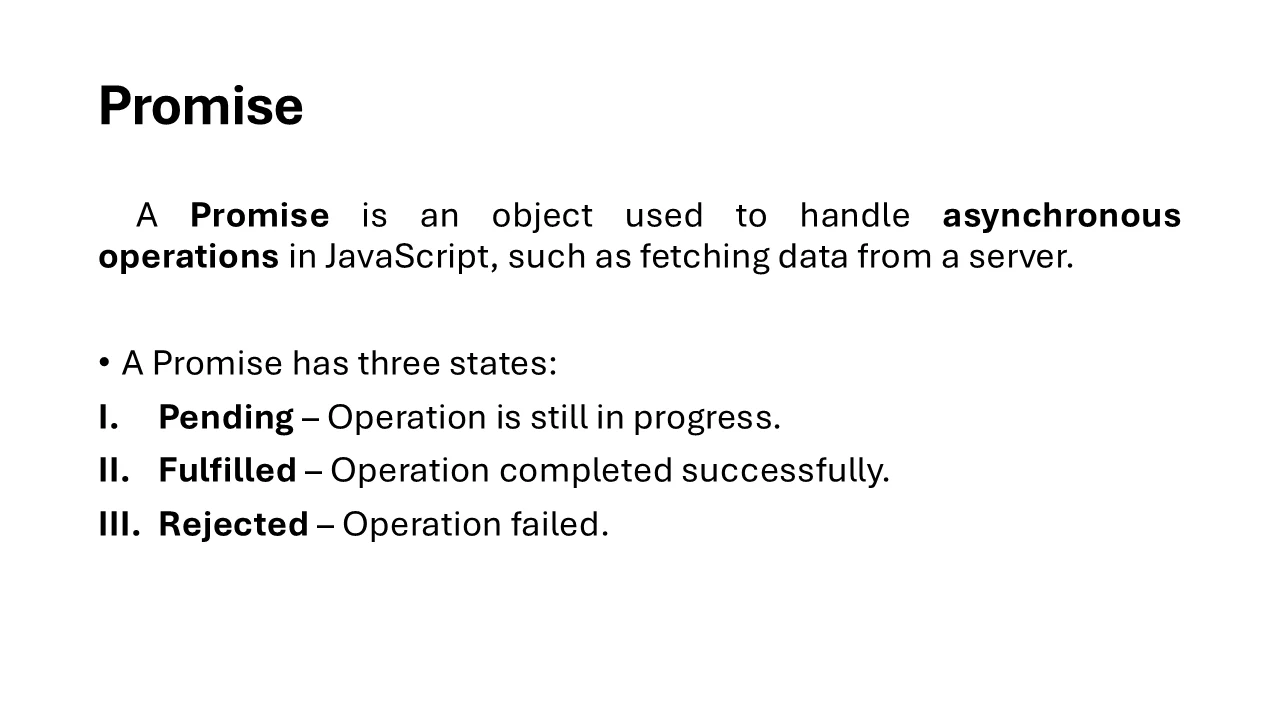 Promise
A Promise is an object used to handle asynchronous
operations in JavaScript, such as fetching data from a server.
• A Promise has three states:
I. Pending – Operation is still in progress.
II. Fulfilled – Operation completed successfully.
III. Rejected – Operation failed.